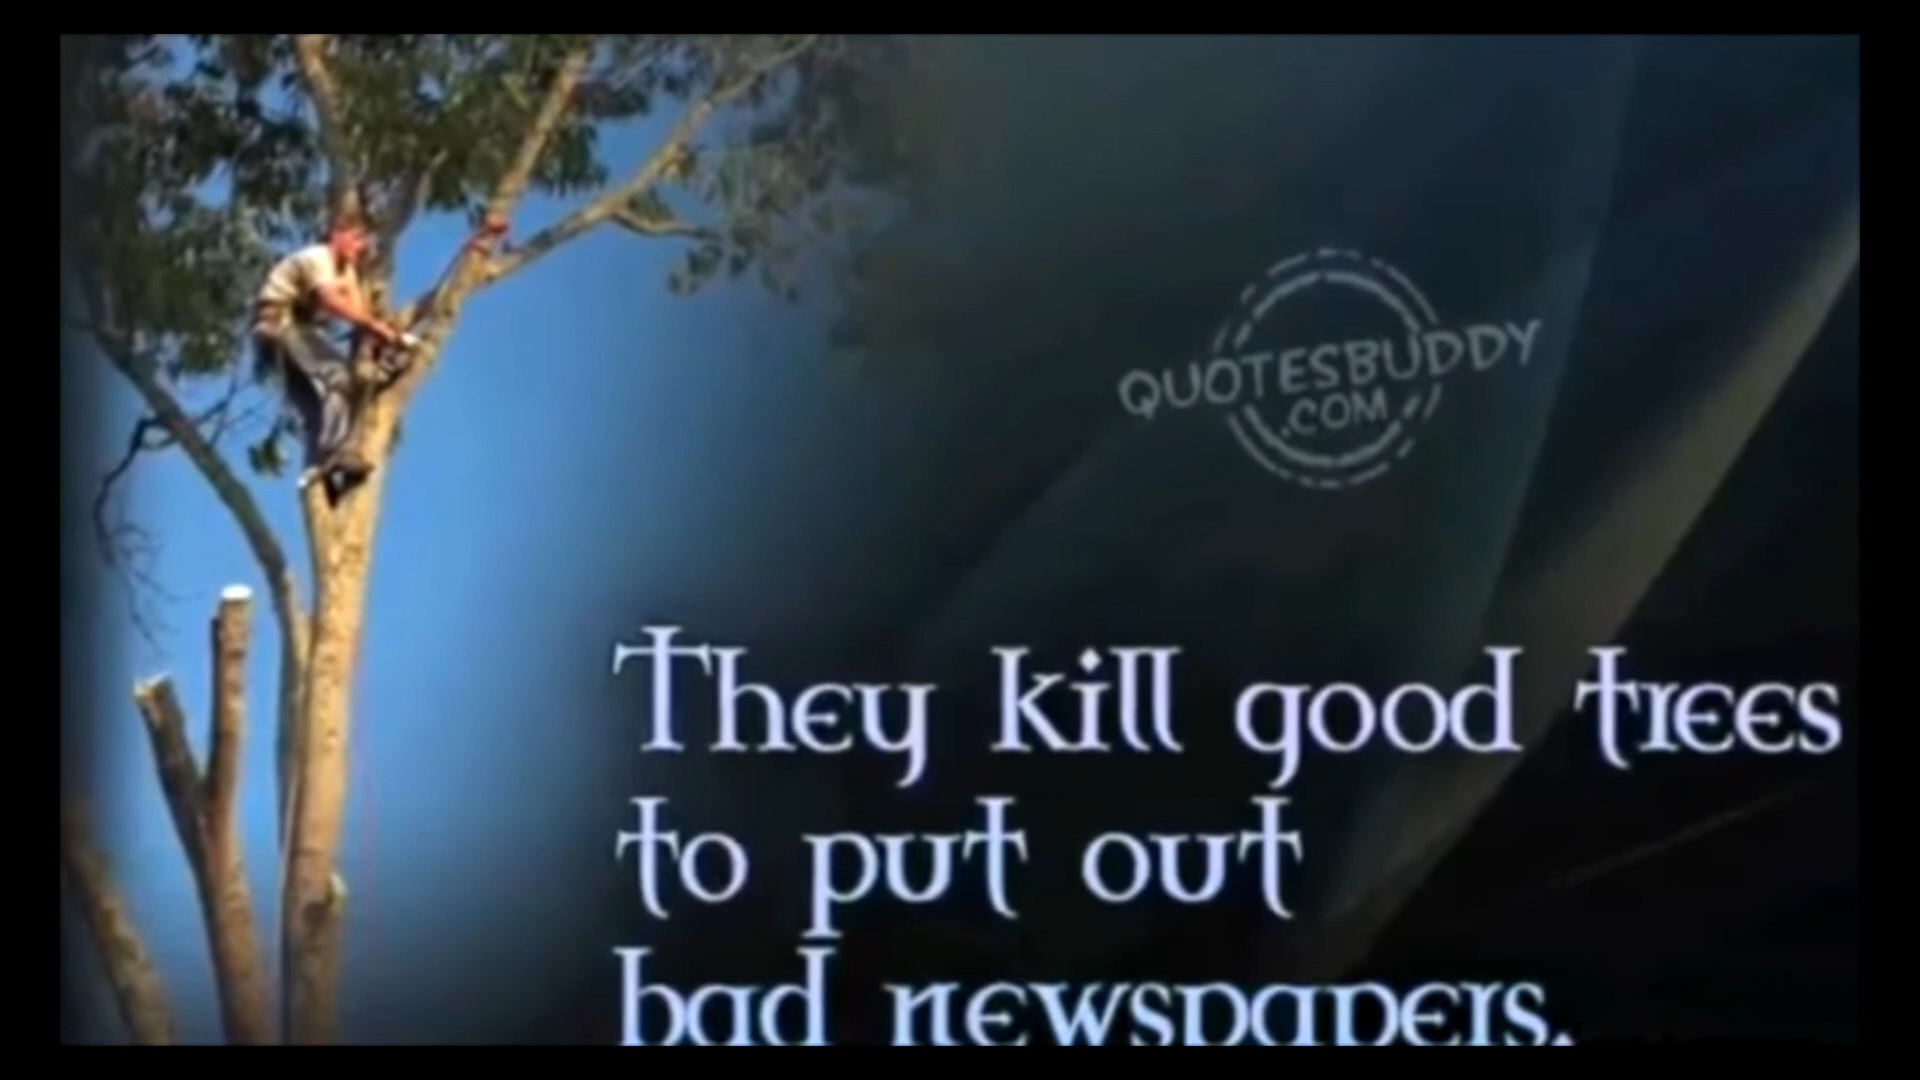 QUOTESBUDDY
.COM
They kill good trees
to put out
bad newspapers.